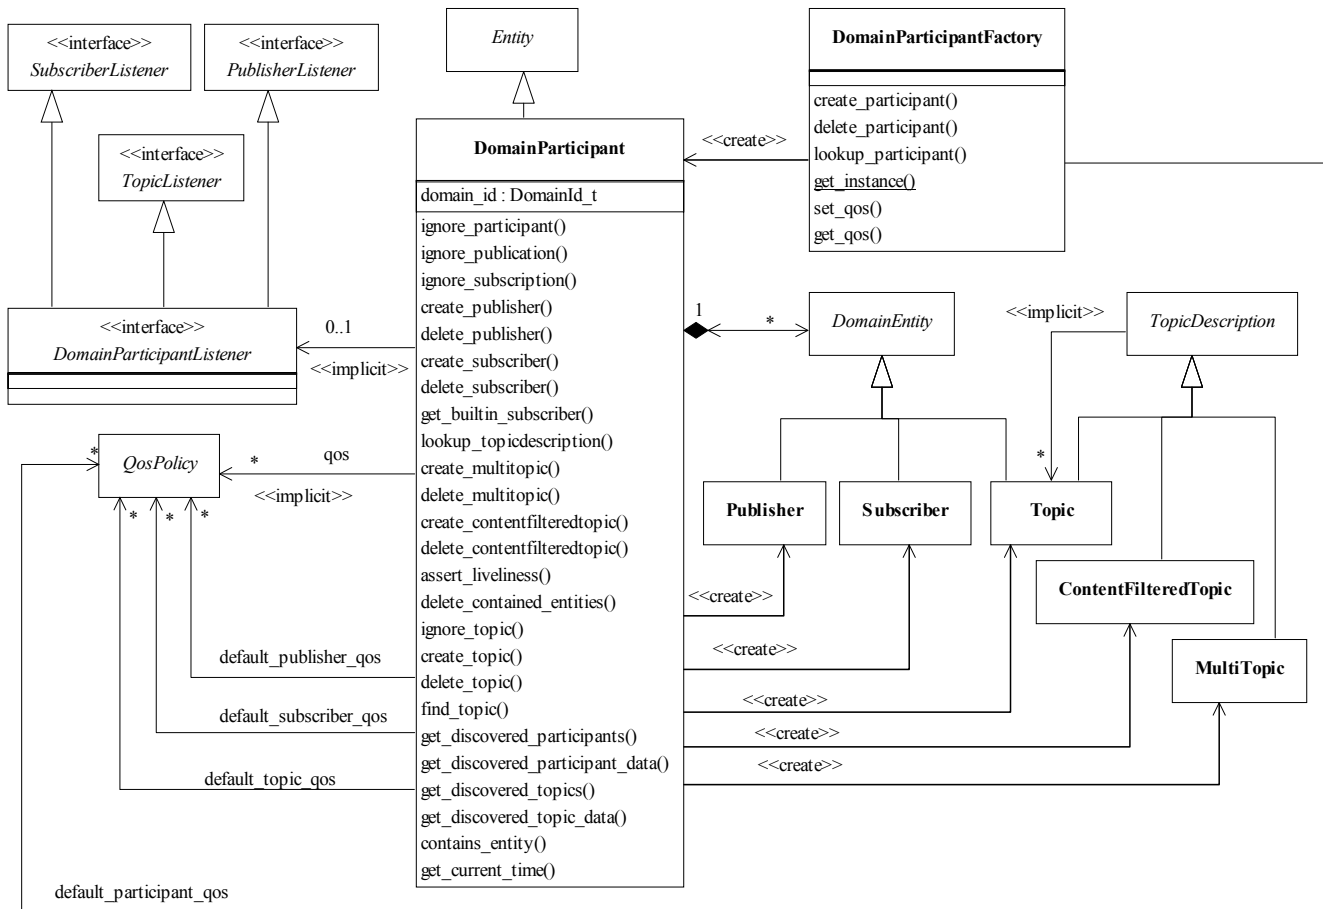 <<interface>>
SubscriberListener
<<interface>>
PublisherListener
<<interface>>
TopicListener
Entity
DomainParticipantFactory
create_participant()
delete_participant()
lookup_participant()
get_instance()
set_qos()
get_qos()
<<create>>
DomainParticipant
domain_id : DomainId_t
ignore_participant()
ignore_publication()
ignore_subscription()
create_publisher()
delete_publisher()
create_subscriber()
delete_subscriber()
get_builtin_subscriber()
lookup_topicdescription()
create_multitopic()
delete_multitopic()
create_contentfilteredtopic()
delete_contentfilteredtopic()
assert_liveliness()
delete_contained_entities()
ignore_topic()
create_topic()
delete_topic()
find_topic()
get_discovered_participants()
get_discovered_participant_data()
get_discovered_topics()
get_discovered_topic_data()
contains_entity()
get_current_time()
<<interface>>
DomainParticipantListener
0..1
<<implicit>>
QosPolicy
*
*
qos
<<implicit>>
*
*
*
default_publisher_qos
default_subscriber_qos
default_topic_qos
default_participant_qos
1
*
DomainEntity
<<implicit>>
TopicDescription
*
Publisher
Subscriber
Topic
ContentFilteredTopic
MultiTopic
<<create>>
<<create>>
<<create>>
<<create>>
<<create>>